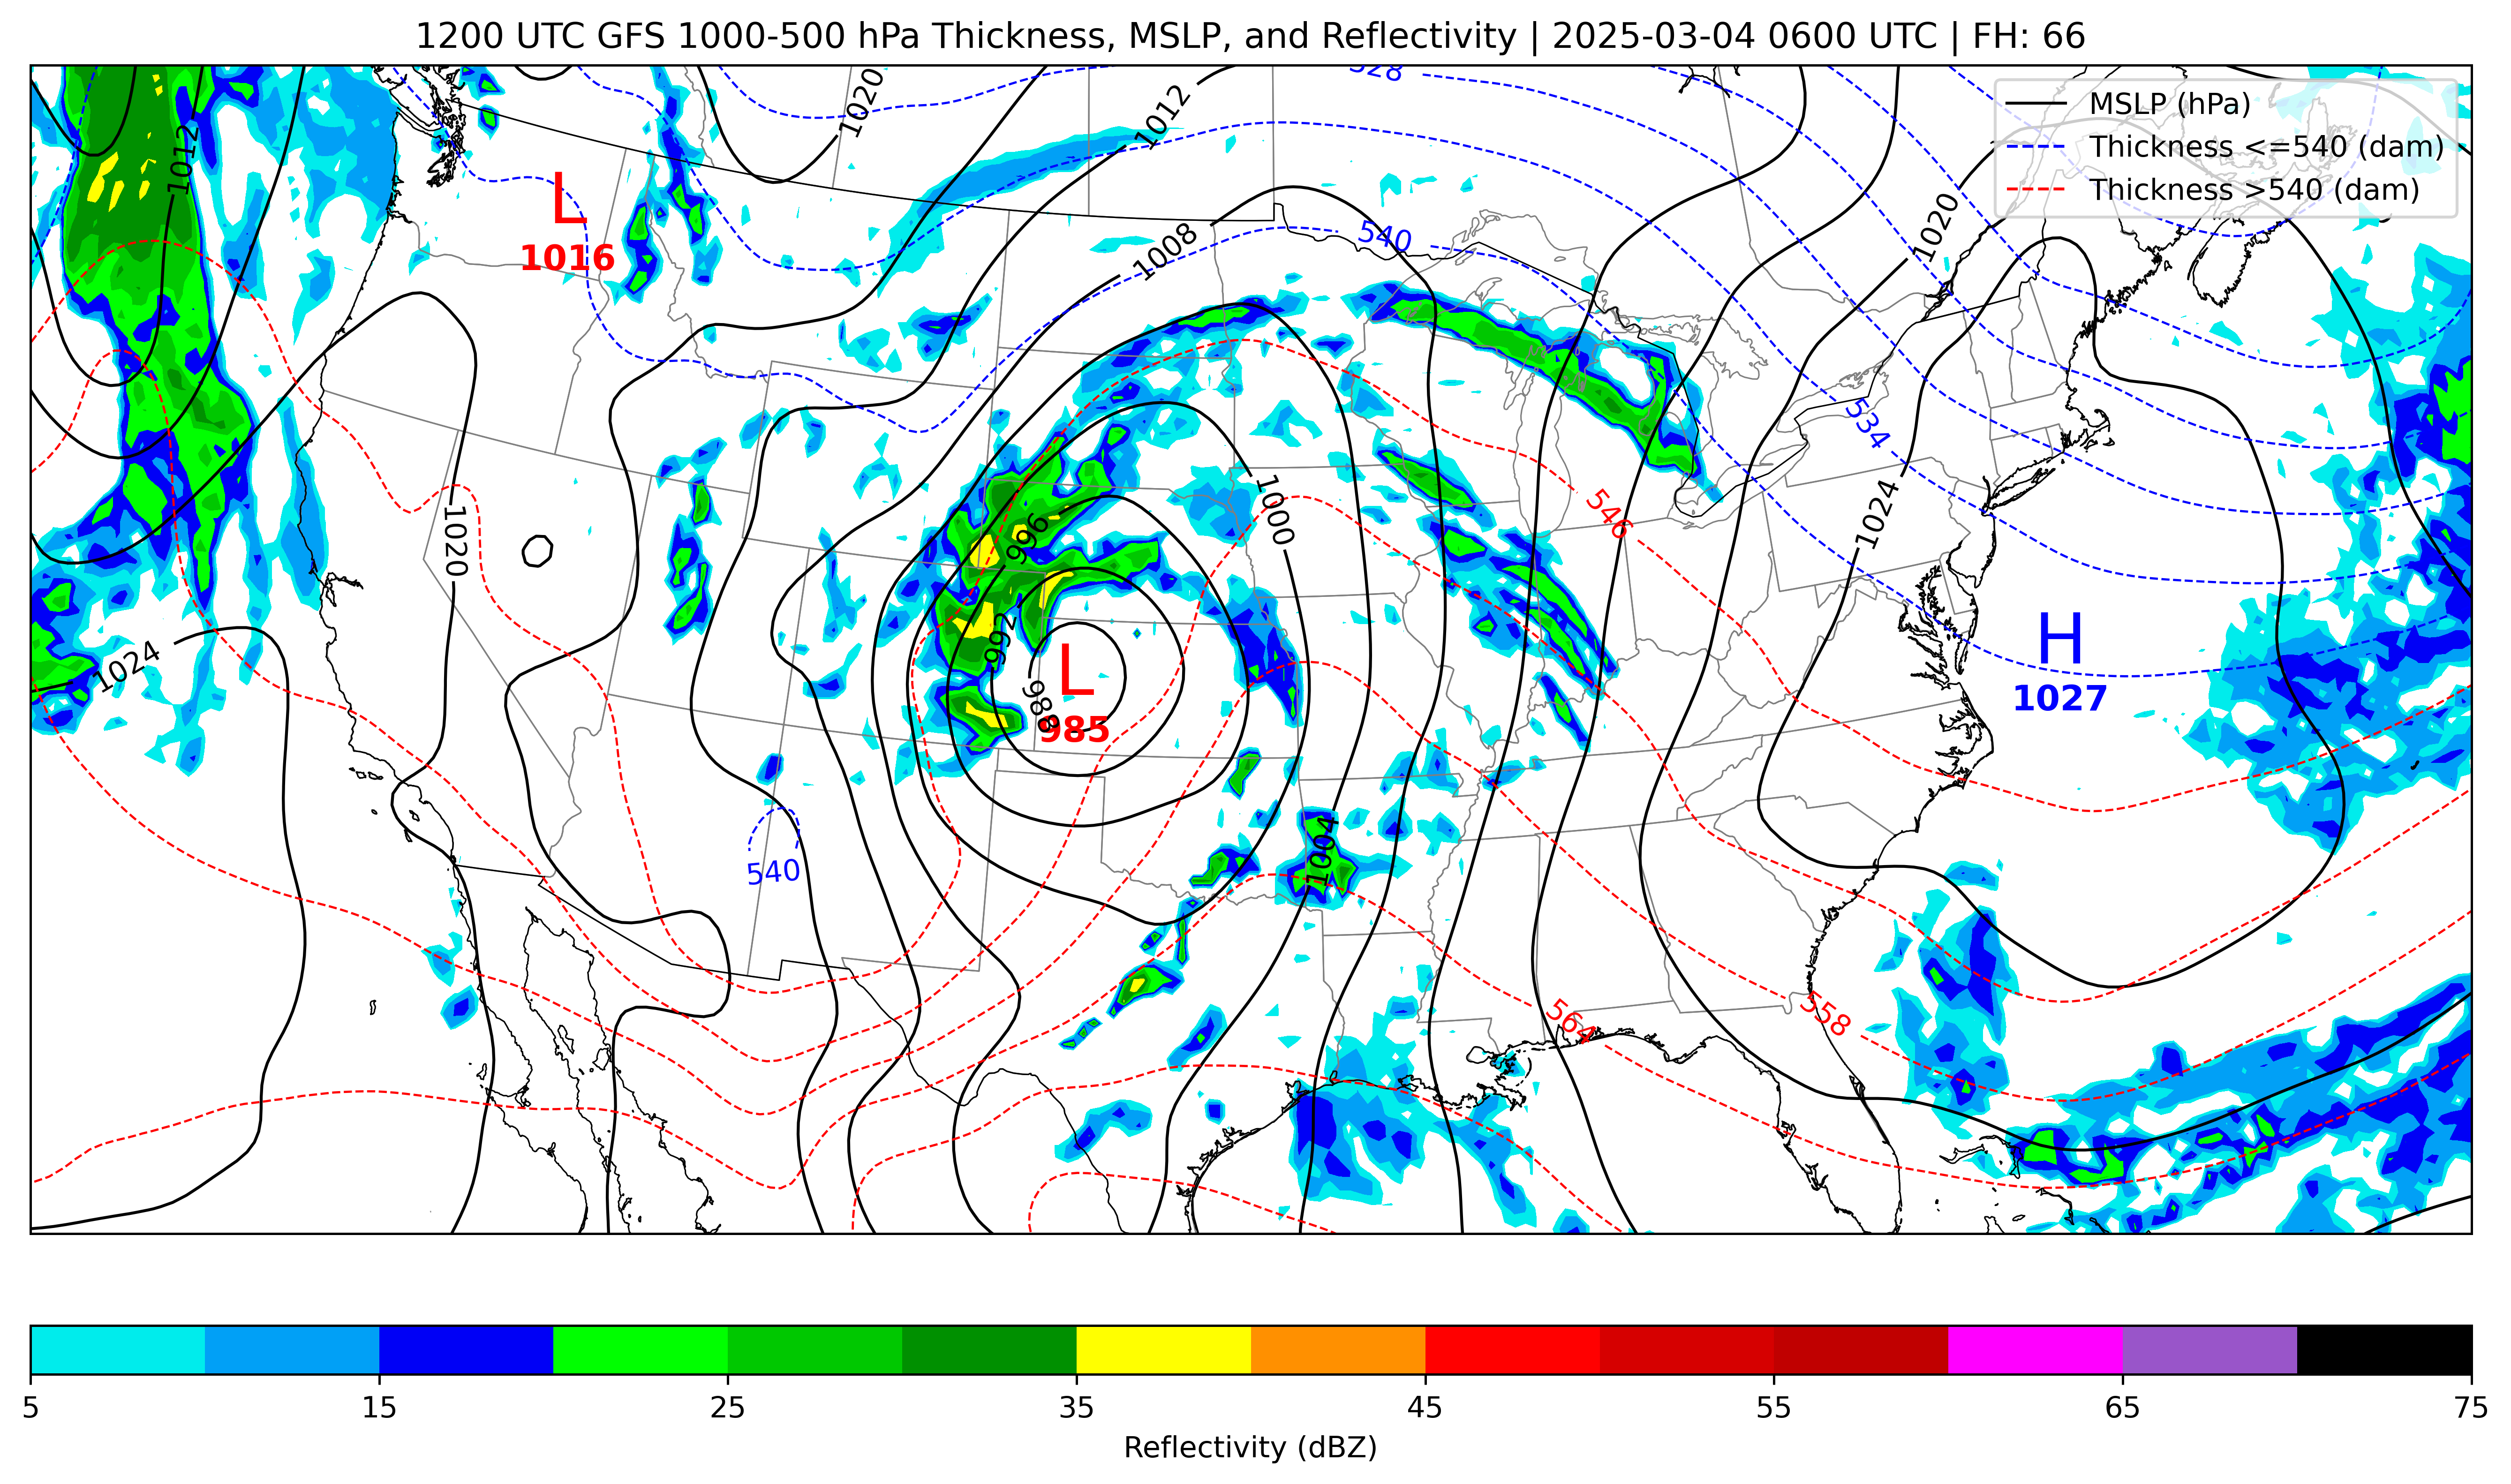 1200 UTC GFS 1000-500 hPa Thickness, MSLP, and Reflectivity | 2025-03-04 0600 UTC | FH: 66
MSLP (hPa)
Thickness <=540 (dam)
Thickness >540 (dam)
528
1020
1012
1012
L
1016
540
1008
1020
534
1020
996
1000
546
1024
1024
992
988
L
985
H
1027
1004
540
564
558
5 15 25 35 45 55 65 75
Reflectivity (dBZ)